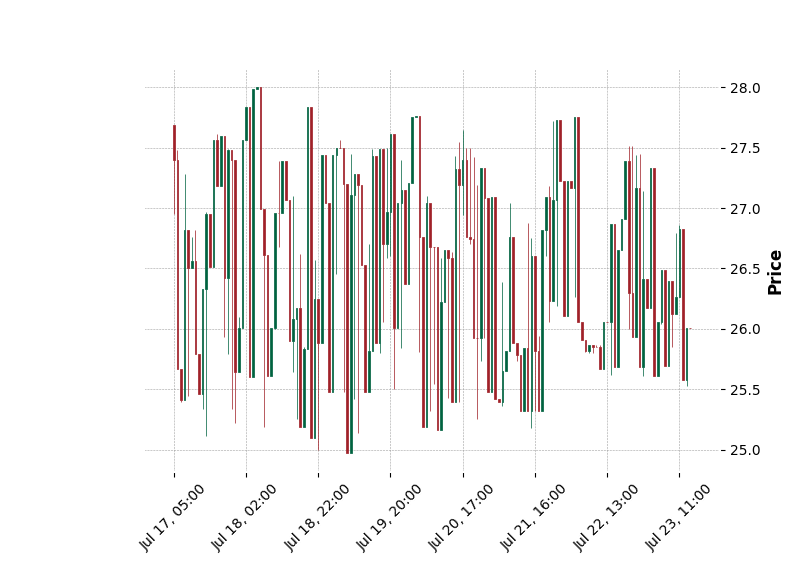 28.0
27.5
27.0
26.5
26.0
25.5
25.0
Price
Jul 17, 05:00
Jul 18, 02:00
Jul 18, 22:00
Jul 19, 20:00
Jul 20, 17:00
Jul 21, 16:00
Jul 22, 13:00
Jul 23, 11:00